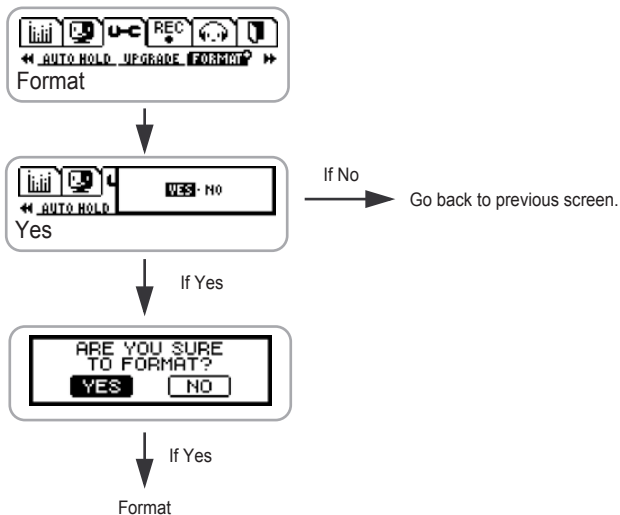 REC
AUTO HOLD UPGRADE FORMAT
Format
YES - NO
AUTO HOLD
Yes
If No
Go back to previous screen.
If Yes
ARE YOU SURE
TO FORMAT?
YES NO
If Yes
Format